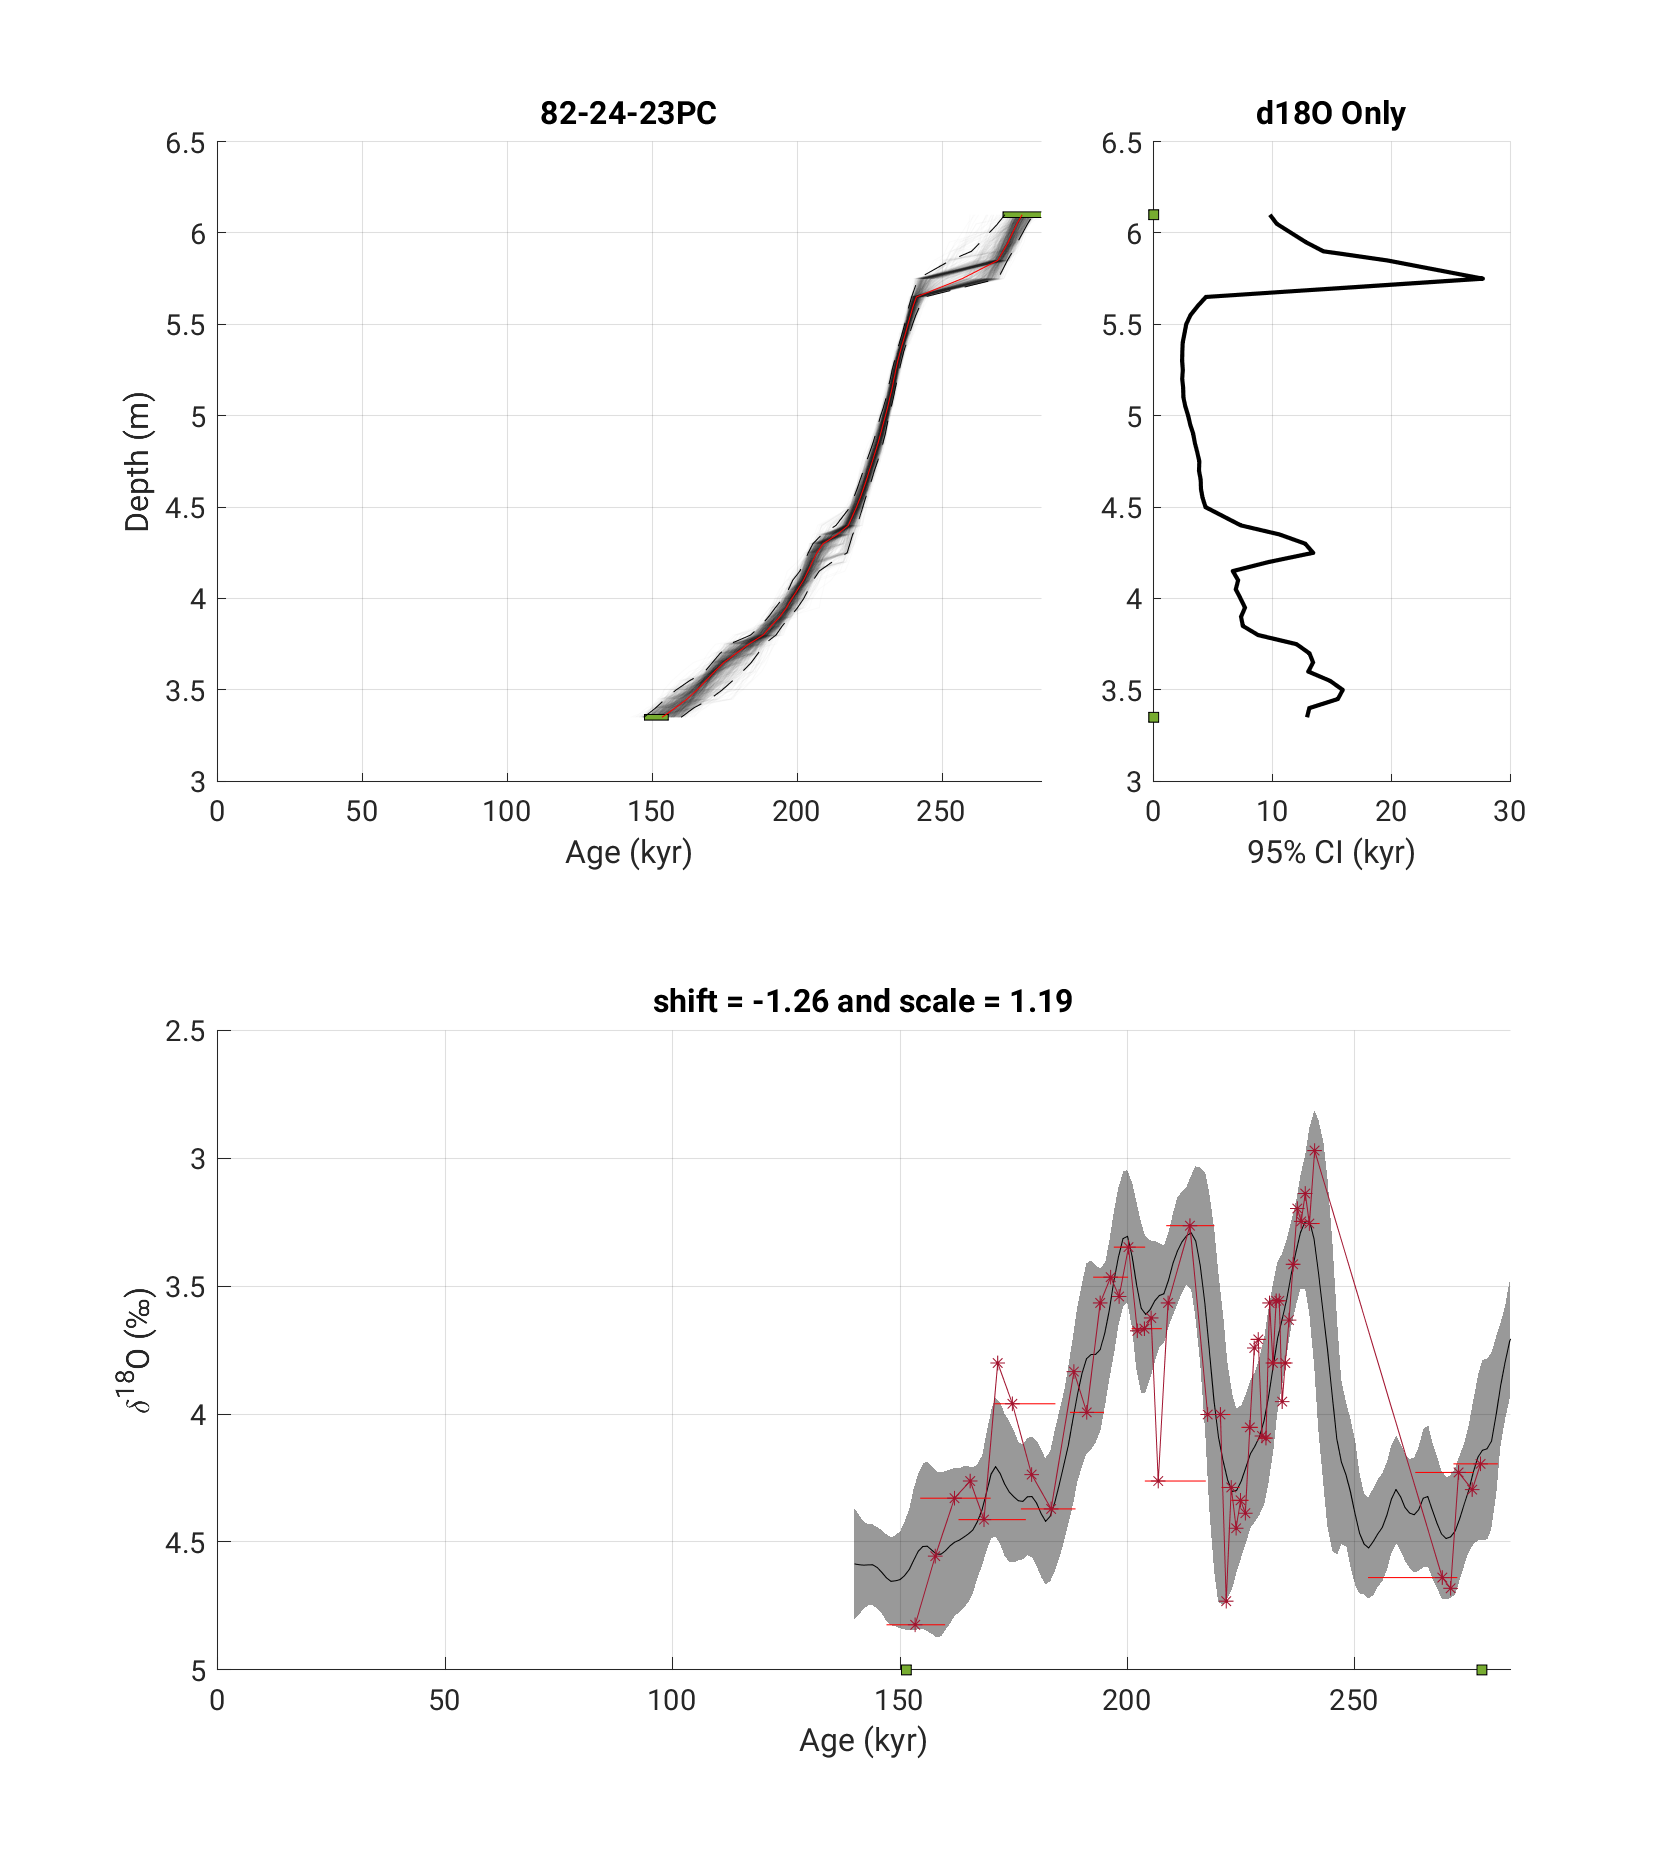 82-24-23PC
6.5
6
5.5
5
4.5
4
3.5
3
Depth (m)
0 50 100 150 200 250
Age (kyr)
d18O Only
6.5
6
5.5
5
4.5
4
3.5
3
0 10 20 30
95% CI (kyr)
shift = -1.26 and scale = 1.19
2.5
3
3.5
4
4.5
5
δ18O (‰)
0 50 100 150 200 250
Age (kyr)